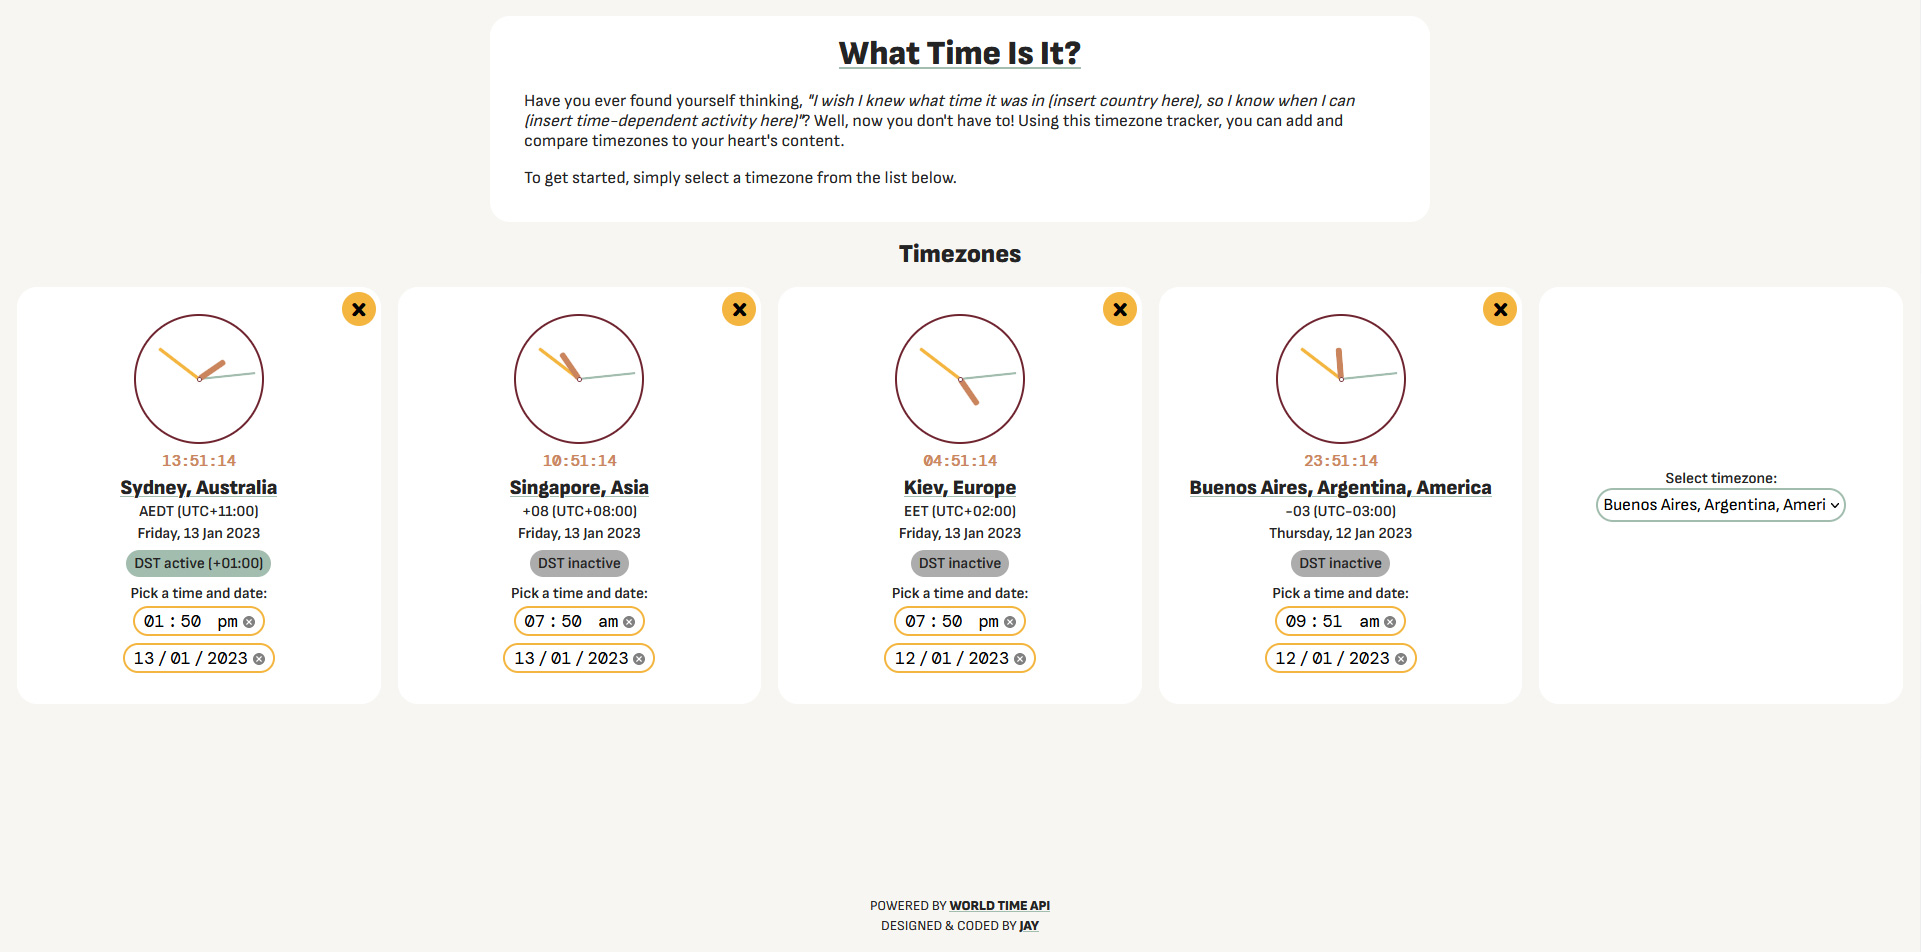 What Time Is It?
Have you ever found yourself thinking, "I wish I knew what time it was in (insert country here), so I know when I can
(insert time-dependent activity here)"? Well, now you don't have to! Using this timezone tracker, you can add and
compare timezones to your heart's content.
To get started, simply select a timezone from the list below.
Timezones
13:51:14
Sydney, Australia
AEDT (UTC+11:00)
Friday, 13 Jan 2023
DST active (+01:00)
Pick a time and date:
01:50 pm
13/01/2023
10:51:14
Singapore, Asia
+08 (UTC+08:00)
Friday, 13 Jan 2023
DST inactive
Pick a time and date:
07:50 am
13/01/2023
04:51:14
Kiev, Europe
EET (UTC+02:00)
Friday, 13 Jan 2023
DST inactive
Pick a time and date:
07:50 pm
12/01/2023
23:51:14
Buenos Aires, Argentina, America
-03 (UTC-03:00)
Thursday, 12 Jan 2023
DST inactive
Pick a time and date:
09:51 am
12/01/2023
Select timezone:
Buenos Aires, Argentina, Ameri
POWERED BY WORLD TIME API
DESIGNED & CODED BY JAY